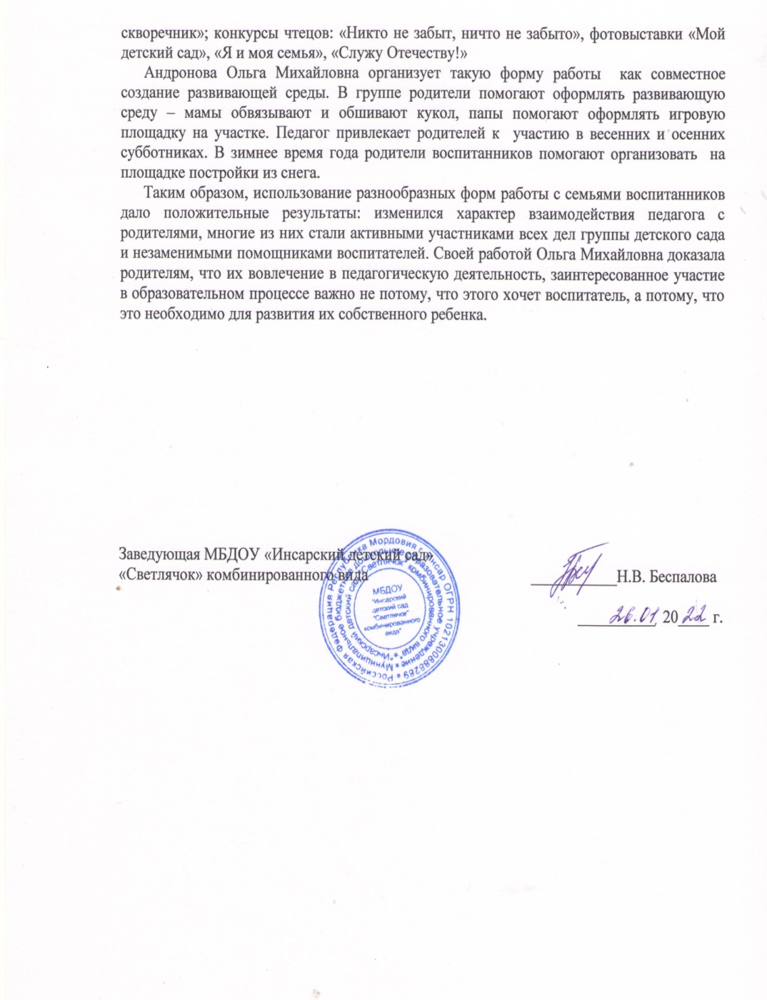 скворечник»; конкурсы чтецов: «Никто не забыт, ничто не забыто», фотовыставки «Мой
детский сад», «Я и моя семья», «Служу Отечеству!»
Андронова Ольга Михайловна организует такую форму работы как совместное
создание развивающей среды. В группе родители помогают оформлять развивающую
среду – мамы обвязывают и обшивают кукол, папы помогают оформлять игровую
площадку на участке. Педагог привлекает родителей к участию в весенних и осенних
субботниках. В зимнее время года родители воспитанников помогают организовать на
площадке постройки из снега.
Таким образом, использование разнообразных форм работы с семьями воспитанников
дало положительные результаты: изменился характер взаимодействия педагога с
родителями, многие из них стали активными участниками всех дел группы детского сада
и незаменимыми помощниками воспитателей. Своей работой Ольга Михайловна доказала
родителям, что их вовлечение в педагогическую деятельность, заинтересованное участие
в образовательном процессе важно не потому, что этого хочет воспитатель, а потому, что
это необходимо для развития их собственного ребенка.
Заведующая МБДОУ «Инсарский детский сад»
«Светлячок» комбинированного вида
Н.В. Беспалова
26.01. 2022 г.
Российская Федерация Республика Мордовия г. Инсар ОГРН 1021300888289 *
Муниципальное бюджетное дошкольное образовательное учреждение *
"Инсарский детский сад "Светлячок" комбинированного вида" *
МБДОУ
"Инсарский
детский сад
"Светлячок"
комбинированного
вида"